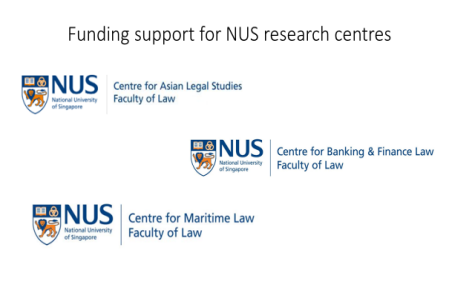 Funding support for NUS research centres
NUS
National University
of Singapore
Centre for Asian Legal Studies
Faculty of Law
NUS
National University
of Singapore
Centre for Banking & Finance Law
Faculty of Law
NUS
National University
of Singapore
Centre for Maritime Law
Faculty of Law